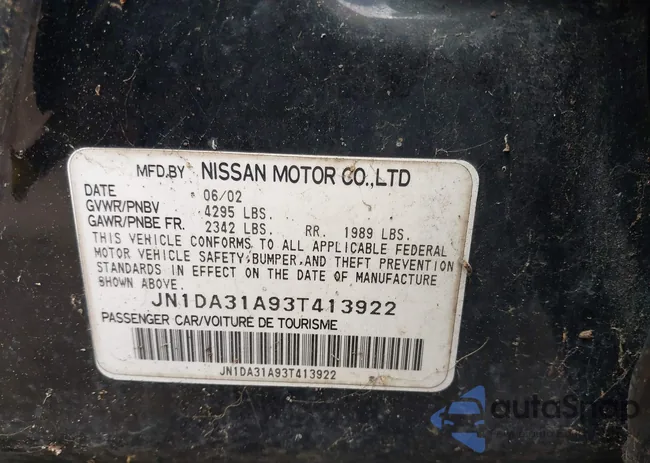 MFD.BY NISSAN MOTOR CO.,LTD
DATE 06/02
GVWR/PNBV 4295 LBS.
GAWR/PNBE FR. 2342 LBS. RR. 1989 LBS.
THIS VEHICLE CONFORMS TO ALL APPLICABLE FEDERAL
MOTOR VEHICLE SAFETY, BUMPER, AND THEFT PREVENTION
STANDARDS IN EFFECT ON THE DATE OF MANUFACTURE
SHOWN ABOVE.
JN1DA31A93T413922
PASSENGER CAR/VOITURE DE TOURISME
JN1DA31A93T413922
autoSnap